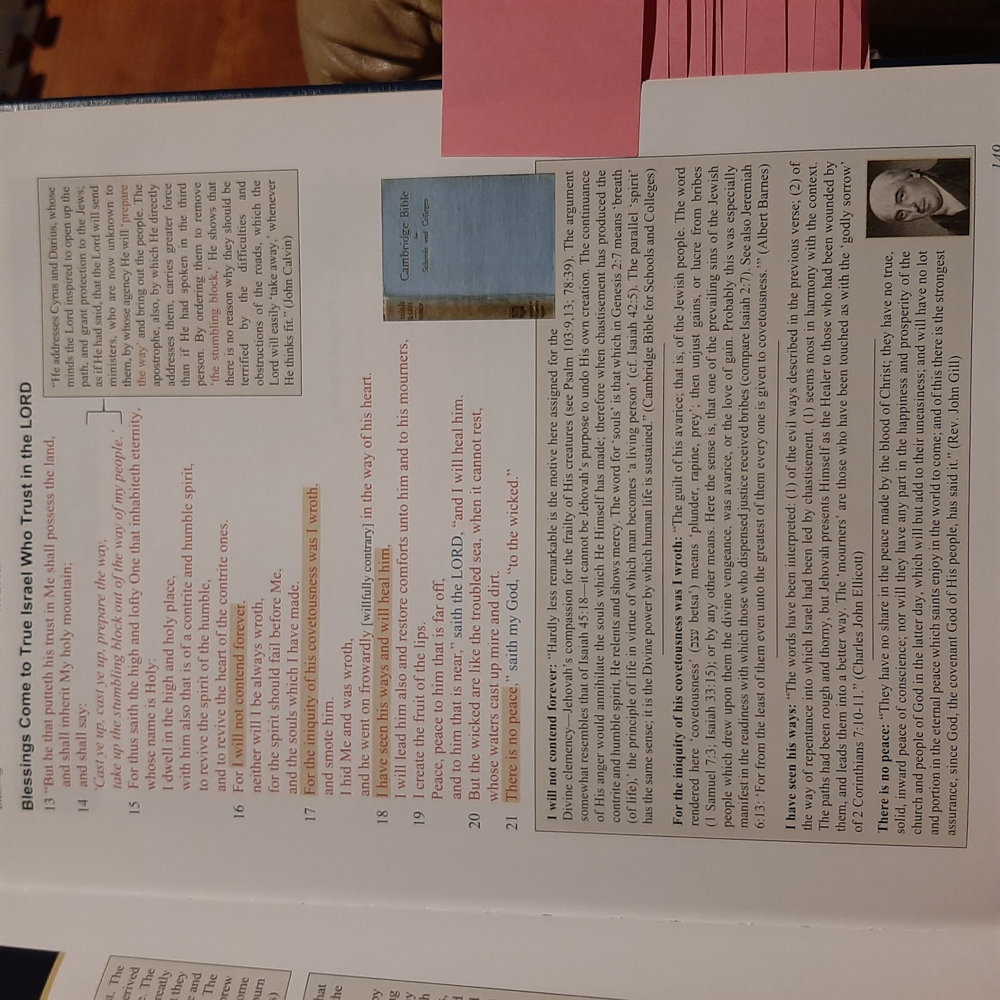 Blessings Come to True Israel Who Trust in the LORD
13 “But he that putteth his trust in Me shall possess the land,
and shall inherit My holy mountain;
14 and shall say:
‘Cast ye up, cast ye up, prepare the way,
take up the stumbling block out of the way of my people.’
15 For thus saith the high and lofty One that inhabiteth eternity,
whose name is Holy:
I dwell in the high and holy place,
with him also that is of a contrite and humble spirit,
to revive the spirit of the humble,
and to revive the heart of the contrite ones.
16 For I will not contend forever,
neither will I be always wroth,
for the spirit should fail before Me,
and the souls which I have made.
17 For the iniquity of his covetousness was I wroth,
and smote him.
I hid Me and was wroth,
and he went on frowardly [willfully contrary] in the way of his heart.
18 I have seen his ways and will heal him,
I will lead him also and restore comforts unto him and to his mourners,
19 I create the fruit of the lips.
Peace, peace to him that is far off,
and to him that is near,” saith the LORD, “and I will heal him.
20 But the wicked are like the troubled sea, when it cannot rest,
whose waters cast up mire and dirt.
21 There is no peace,” saith my God, “to the wicked.”
“He addresses Cyrus and Darius, whose
minds the Lord inspired to open up the
path, and grant protection to the Jews;
as if He had said, that the Lord will send
ministers, who are now unknown to
them, by whose agency He will ‘prepare
the way’ and bring out the people. The
apostrophe, also, by which He directly
addresses them, carries greater force
than if He had spoken in the third
person. By ordering them to remove
‘the stumbling block,’ He shows that
there is no reason why they should be
terrified by the difficulties and
obstructions of the roads, which the
Lord will easily ‘take away,’ whenever
He thinks fit.” (John Calvin)
Cambridge Bible
for
Schools and Colleges
I will not contend forever: “Hardly less remarkable is the motive here assigned for the
Divine clemency—Jehovah’s compassion for the frailty of His creatures (see Psalm 103:9,13; 78:39). The argument
somewhat resembles that of Isaiah 45:18—it cannot be Jehovah’s purpose to undo His own creation. The continuance
of His anger would annihilate the souls which He Himself has made; therefore when chastisement has produced the
contrite and humble spirit, He relents and shows mercy. The word for ‘souls’ is that which in Genesis 2:7 means ‘breath
(of life),’ the principle of life in virtue of which man becomes ‘a living person’ (cf. Isaiah 42:5). The parallel ‘spirit’
has the same sense; it is the Divine power by which human life is sustained.” (Cambridge Bible for Schools and Colleges)
For the iniquity of his covetousness was I wroth: “The guilt of his avarice; that is, of the Jewish people. The word
rendered here ‘covetousness’ (בצע betsa‘) means ‘plunder, rapine, prey’; then unjust gains, or lucre from bribes
(1 Samuel 7:3; Isaiah 33:15); or by any other means. Here the sense is, that one of the prevailing sins of the Jewish
people which drew upon them the divine vengeance, was avarice, or the love of gain. Probably this was especially
manifest in the readiness with which those who dispensed justice received bribes (compare Isaiah 2:7). See also Jeremiah
6:13: ‘For from the least of them even unto the greatest of them every one is given to covetousness.’” (Albert Barnes)
I have seen his ways: “The words have been interpreted: (1) of the evil ways described in the previous verse; (2) of
the way of repentance into which Israel had been led by chastisement. (1) seems most in harmony with the context.
The paths had been rough and thorny, but Jehovah presents Himself as the Healer to those who had been wounded by
them, and leads them into a better way. The ‘mourners’ are those who have been touched as with the ‘godly sorrow’
of 2 Corinthians 7:10-11.” (Charles John Ellicott)
There is no peace: “They have no share in the peace made by the blood of Christ; they have no true,
solid, inward peace of conscience; nor will they have any part in the happiness and prosperity of the
church and people of God in the latter day, which will but add to their uneasiness; and will have no lot
and portion in the eternal peace which saints enjoy in the world to come; and of this there is the strongest
assurance, since God, the covenant God of His people, has said it.” (Rev. John Gill)
149